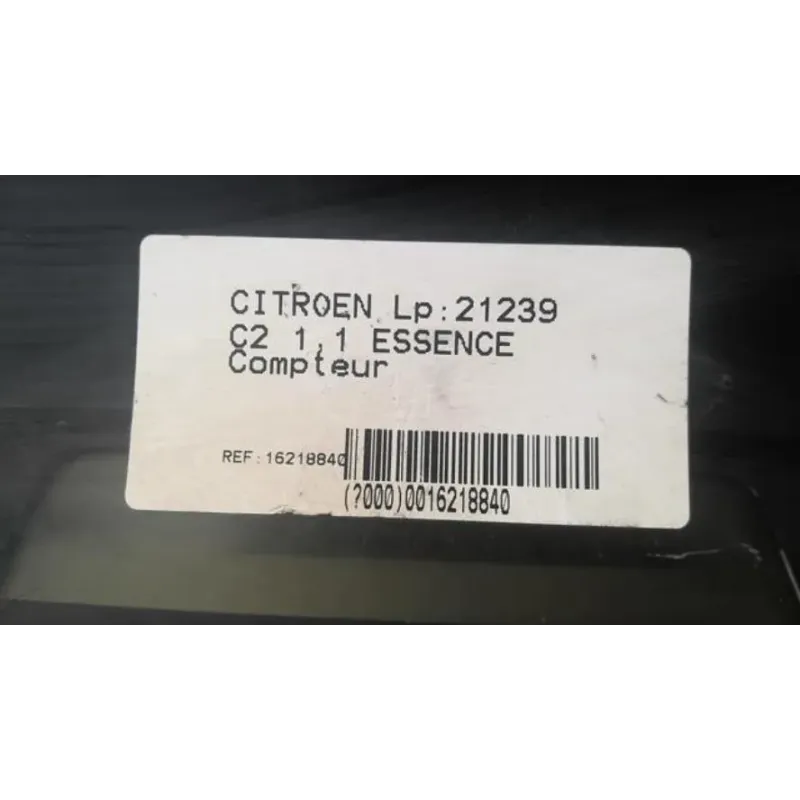 CITROEN Lp:21239
C2 1,1 ESSENCE
Compteur
REF:16218840
(?000)0016218840